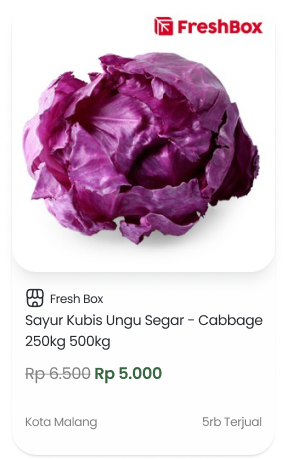 FreshBox
Fresh Box
Sayur Kubis Ungu Segar - Cabbage
250kg 500kg
Rp 6.500 Rp 5.000
Kota Malang 5rb Terjual